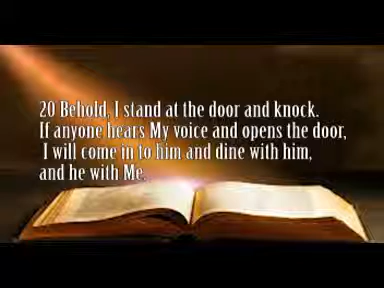 20 Behold, I stand at the door and knock.
If anyone hears My voice and opens the door,
I will come in to him and dine with him,
and he with Me.